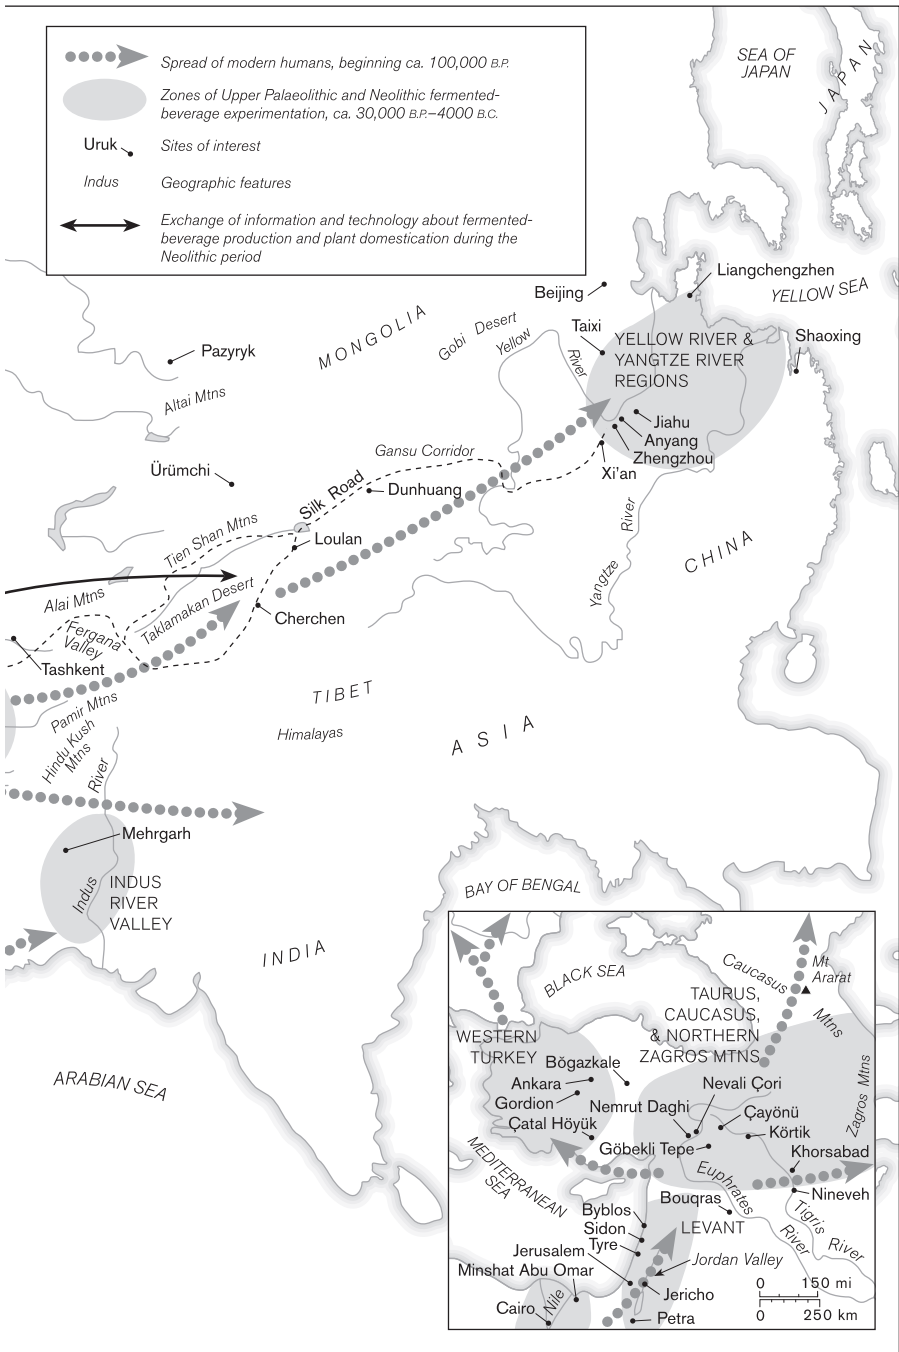 Spread of modern humans, beginning ca. 100,000 B.P.
Zones of Upper Palaeolithic and Neolithic fermented-
beverage experimentation, ca. 30,000 B.P.–4000 B.C.
Uruk
Sites of interest
Indus
Geographic features
Exchange of information and technology about fermented-
beverage production and plant domestication during the
Neolithic period
SEA OF
JAPAN
JAPAN
Liangchengzhen
YELLOW SEA
Beijing
Taixi
Shaoxing
YELLOW RIVER &
YANGTZE RIVER
REGIONS
MONGOLIA
Gobi Desert
Yellow
River
Pazyryk
Altai Mtns
Jiahu
Anyang
Zhengzhou
Xi'an
Gansu Corridor
Ürümchi
Silk Road
Dunhuang
Tien Shan Mtns
Loulan
Yangtze
River
CHINA
Alai Mtns
Taklamakan Desert
Cherchen
Fergana
Valley
Tashkent
Pamir Mtns
TIBET
Hindu Kush
Mtns
Himalayas
ASIA
River
Mehrgarh
Indus
INDUS
RIVER
VALLEY
INDIA
BAY OF BENGAL
ARABIAN SEA
BLACK SEA
Caucasus
Mtns
Mt
Ararat
TAURUS,
CAUCASUS,
& NORTHERN
ZAGROS MTNS
WESTERN
TURKEY
Bŏgazkale
Ankara
Gordion
Çatal Höyük
Nevali Çori
Nemrut Daghi
Çayönü
Körtik
Zagros Mtns
Göbekli Tepe
Khorsabad
MEDITERRANEAN
SEA
Euphrates
River
Bouqras
Nineveh
Tigris
River
Byblos
Sidon
Tyre
LEVANT
Jerusalem
Jordan Valley
Minshat Abu Omar
Jericho
Cairo
Nile
Petra
0 150 mi
0 250 km